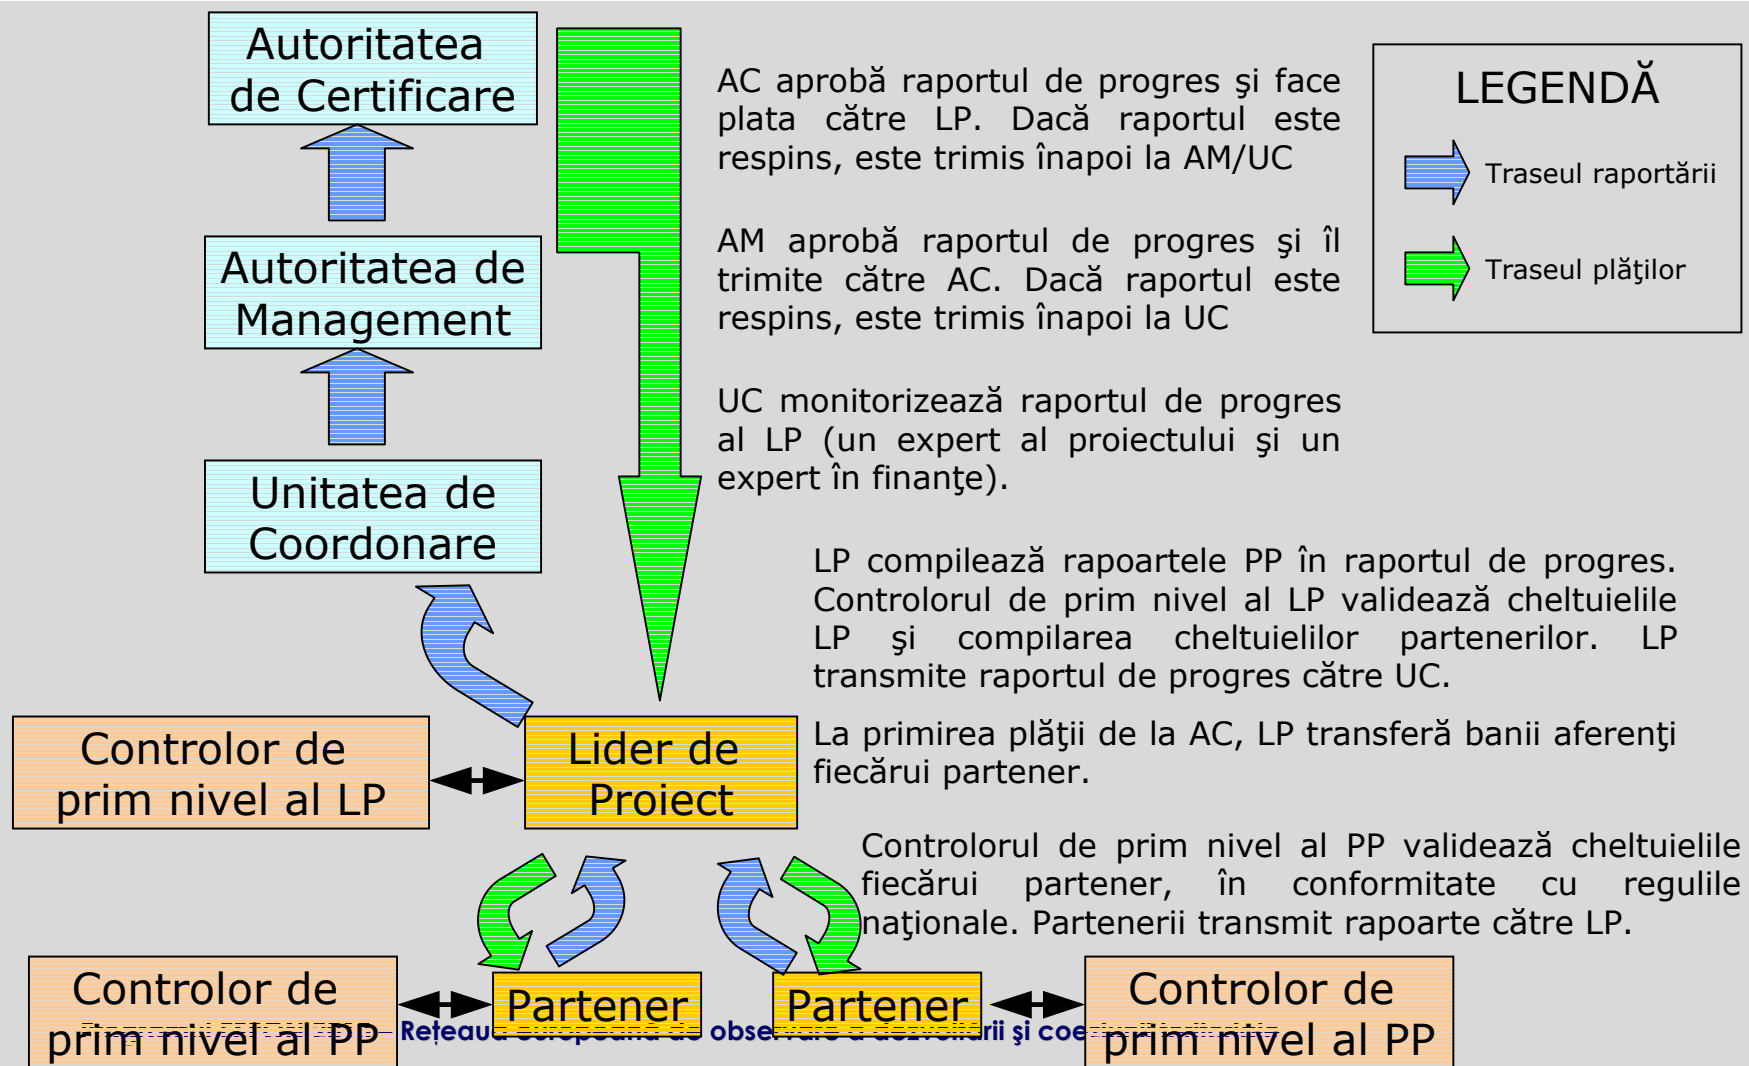 Autoritatea
de Certificare
AC aprobă raportul de progres şi face
plata către LP. Dacă raportul este
respins, este trimis înapoi la AM/UC
LEGENDĂ
Traseul raportării
Traseul plăţilor
Autoritatea de
Management
AM aprobă raportul de progres şi îl
trimite către AC. Dacă raportul este
respins, este trimis înapoi la UC
Unitatea de
Coordonare
UC monitorizează raportul de progres
al LP (un expert al proiectului şi un
expert în finanţe).
LP compilează rapoartele PP în raportul de progres.
Controlorul de prim nivel al LP validează cheltuielile
LP şi compilarea cheltuielilor partenerilor. LP
transmite raportul de progres către UC.
Controlor de
prim nivel al LP
Lider de
Proiect
La primirea plăţii de la AC, LP transferă banii aferenţi
fiecărui partener.
Controlorul de prim nivel al PP validează cheltuielile
fiecărui partener, în conformitate cu regulile
naţionale. Partenerii transmit rapoarte către LP.
Controlor de
prim nivel al PP
Partener
Partener
Controlor de
prim nivel al PP
– Rețeaua europeană de observare a dezvoltării și